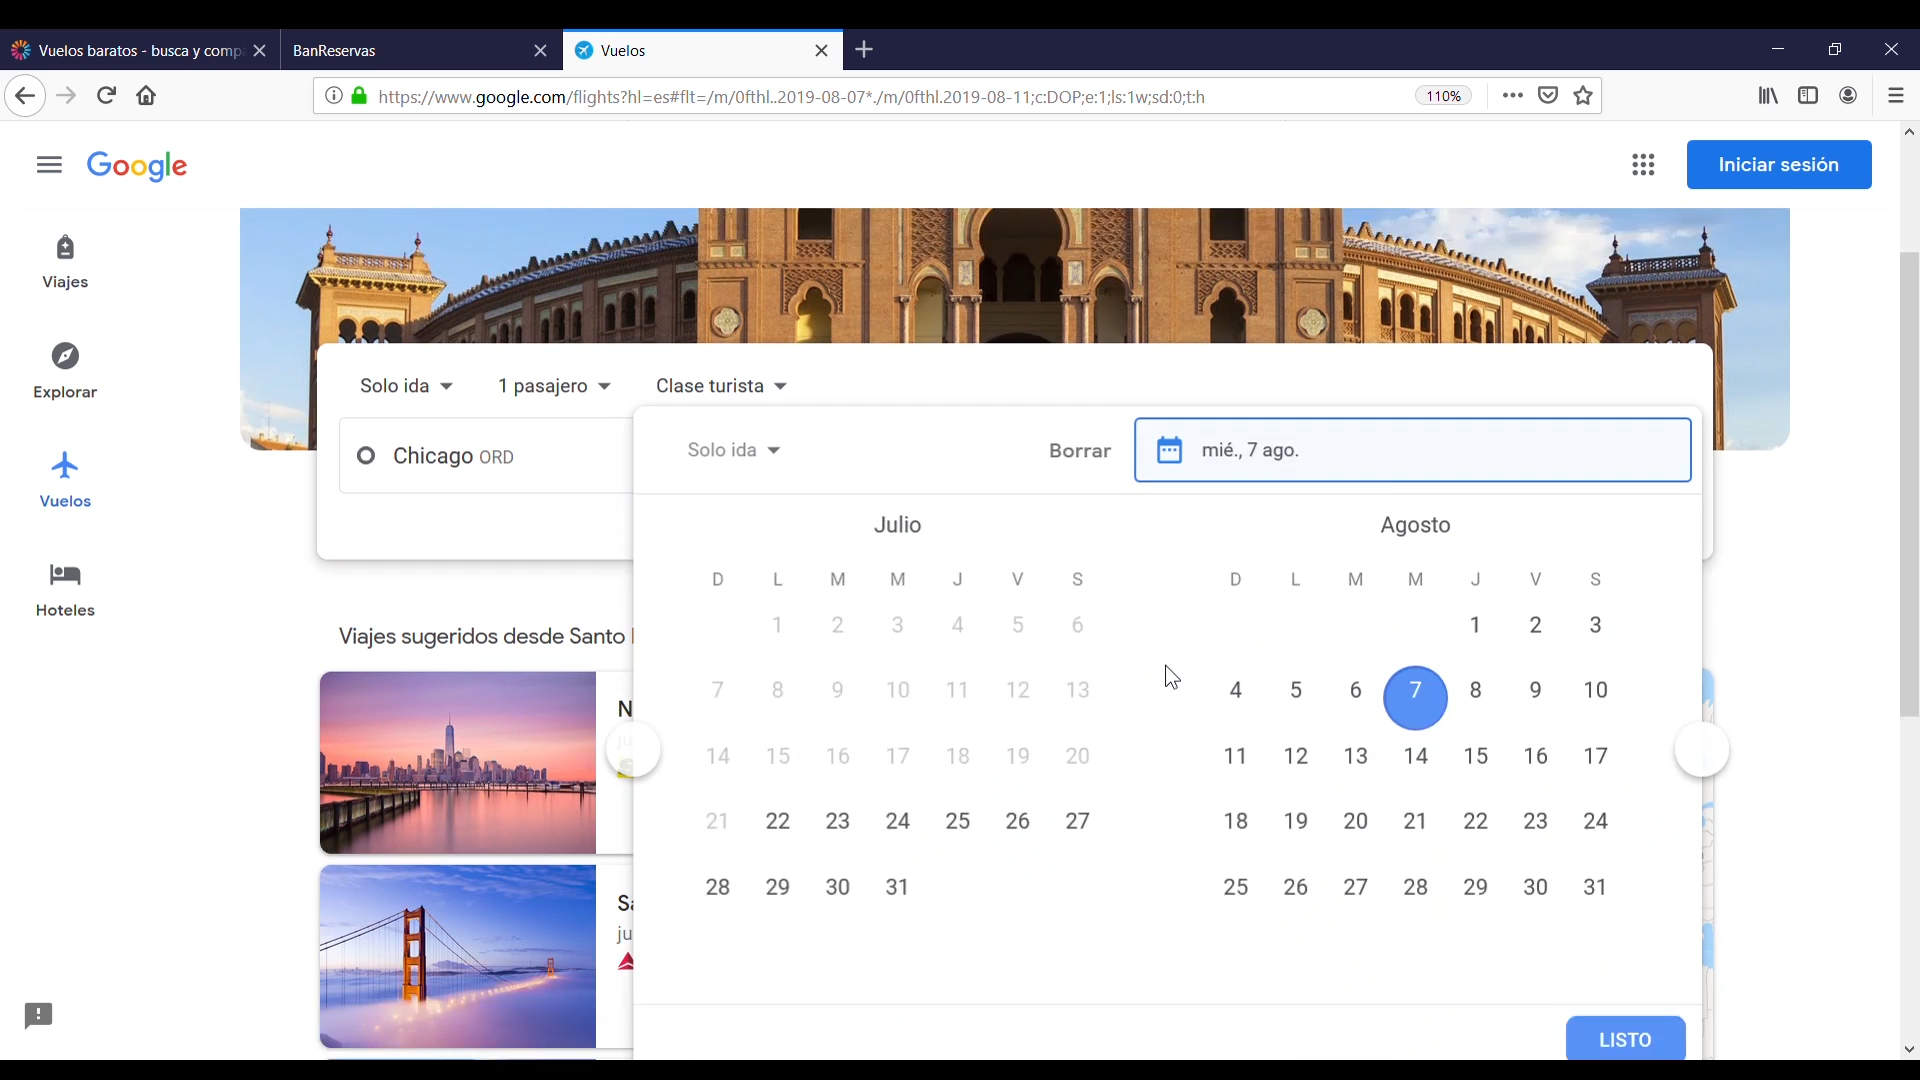 Vuelos baratos - busca y comp
BanReservas
Vuelos
https://www.google.com/flights?hl=es#flt=/m/0fthl..2019-08-07*./m/0fthl.2019-08-11;c:DOP;e:1;ls:1w;sd:0;t:h
110%
Google
Iniciar sesión
Viajes
Explorar
Vuelos
Hoteles
Solo ida 1 pasajero Clase turista
Chicago ORD
Solo ida Borrar mié., 7 ago.
Julio
D L M M J V S
1 2 3 4 5 6
7 8 9 10 11 12 13
14 15 16 17 18 19 20
21 22 23 24 25 26 27
28 29 30 31
Agosto
D L M M J V S
1 2 3
4 5 6 7 8 9 10
11 12 13 14 15 16 17
18 19 20 21 22 23 24
25 26 27 28 29 30 31
LISTO
Viajes sugeridos desde Santo
N
ju
Sa
ju